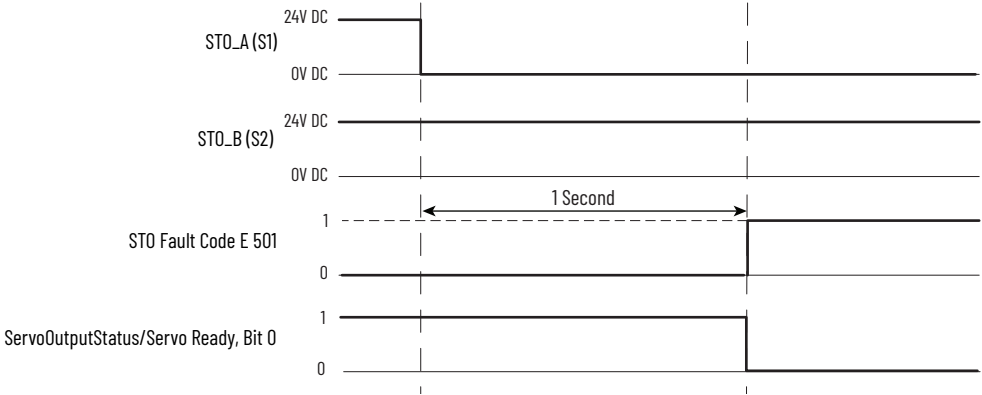 24V DC
STO_A (S1)
0V DC
24V DC
STO_B (S2)
0V DC
1 Second
1
STO Fault Code E 501
0
1
ServoOutputStatus/Servo Ready, Bit 0
0